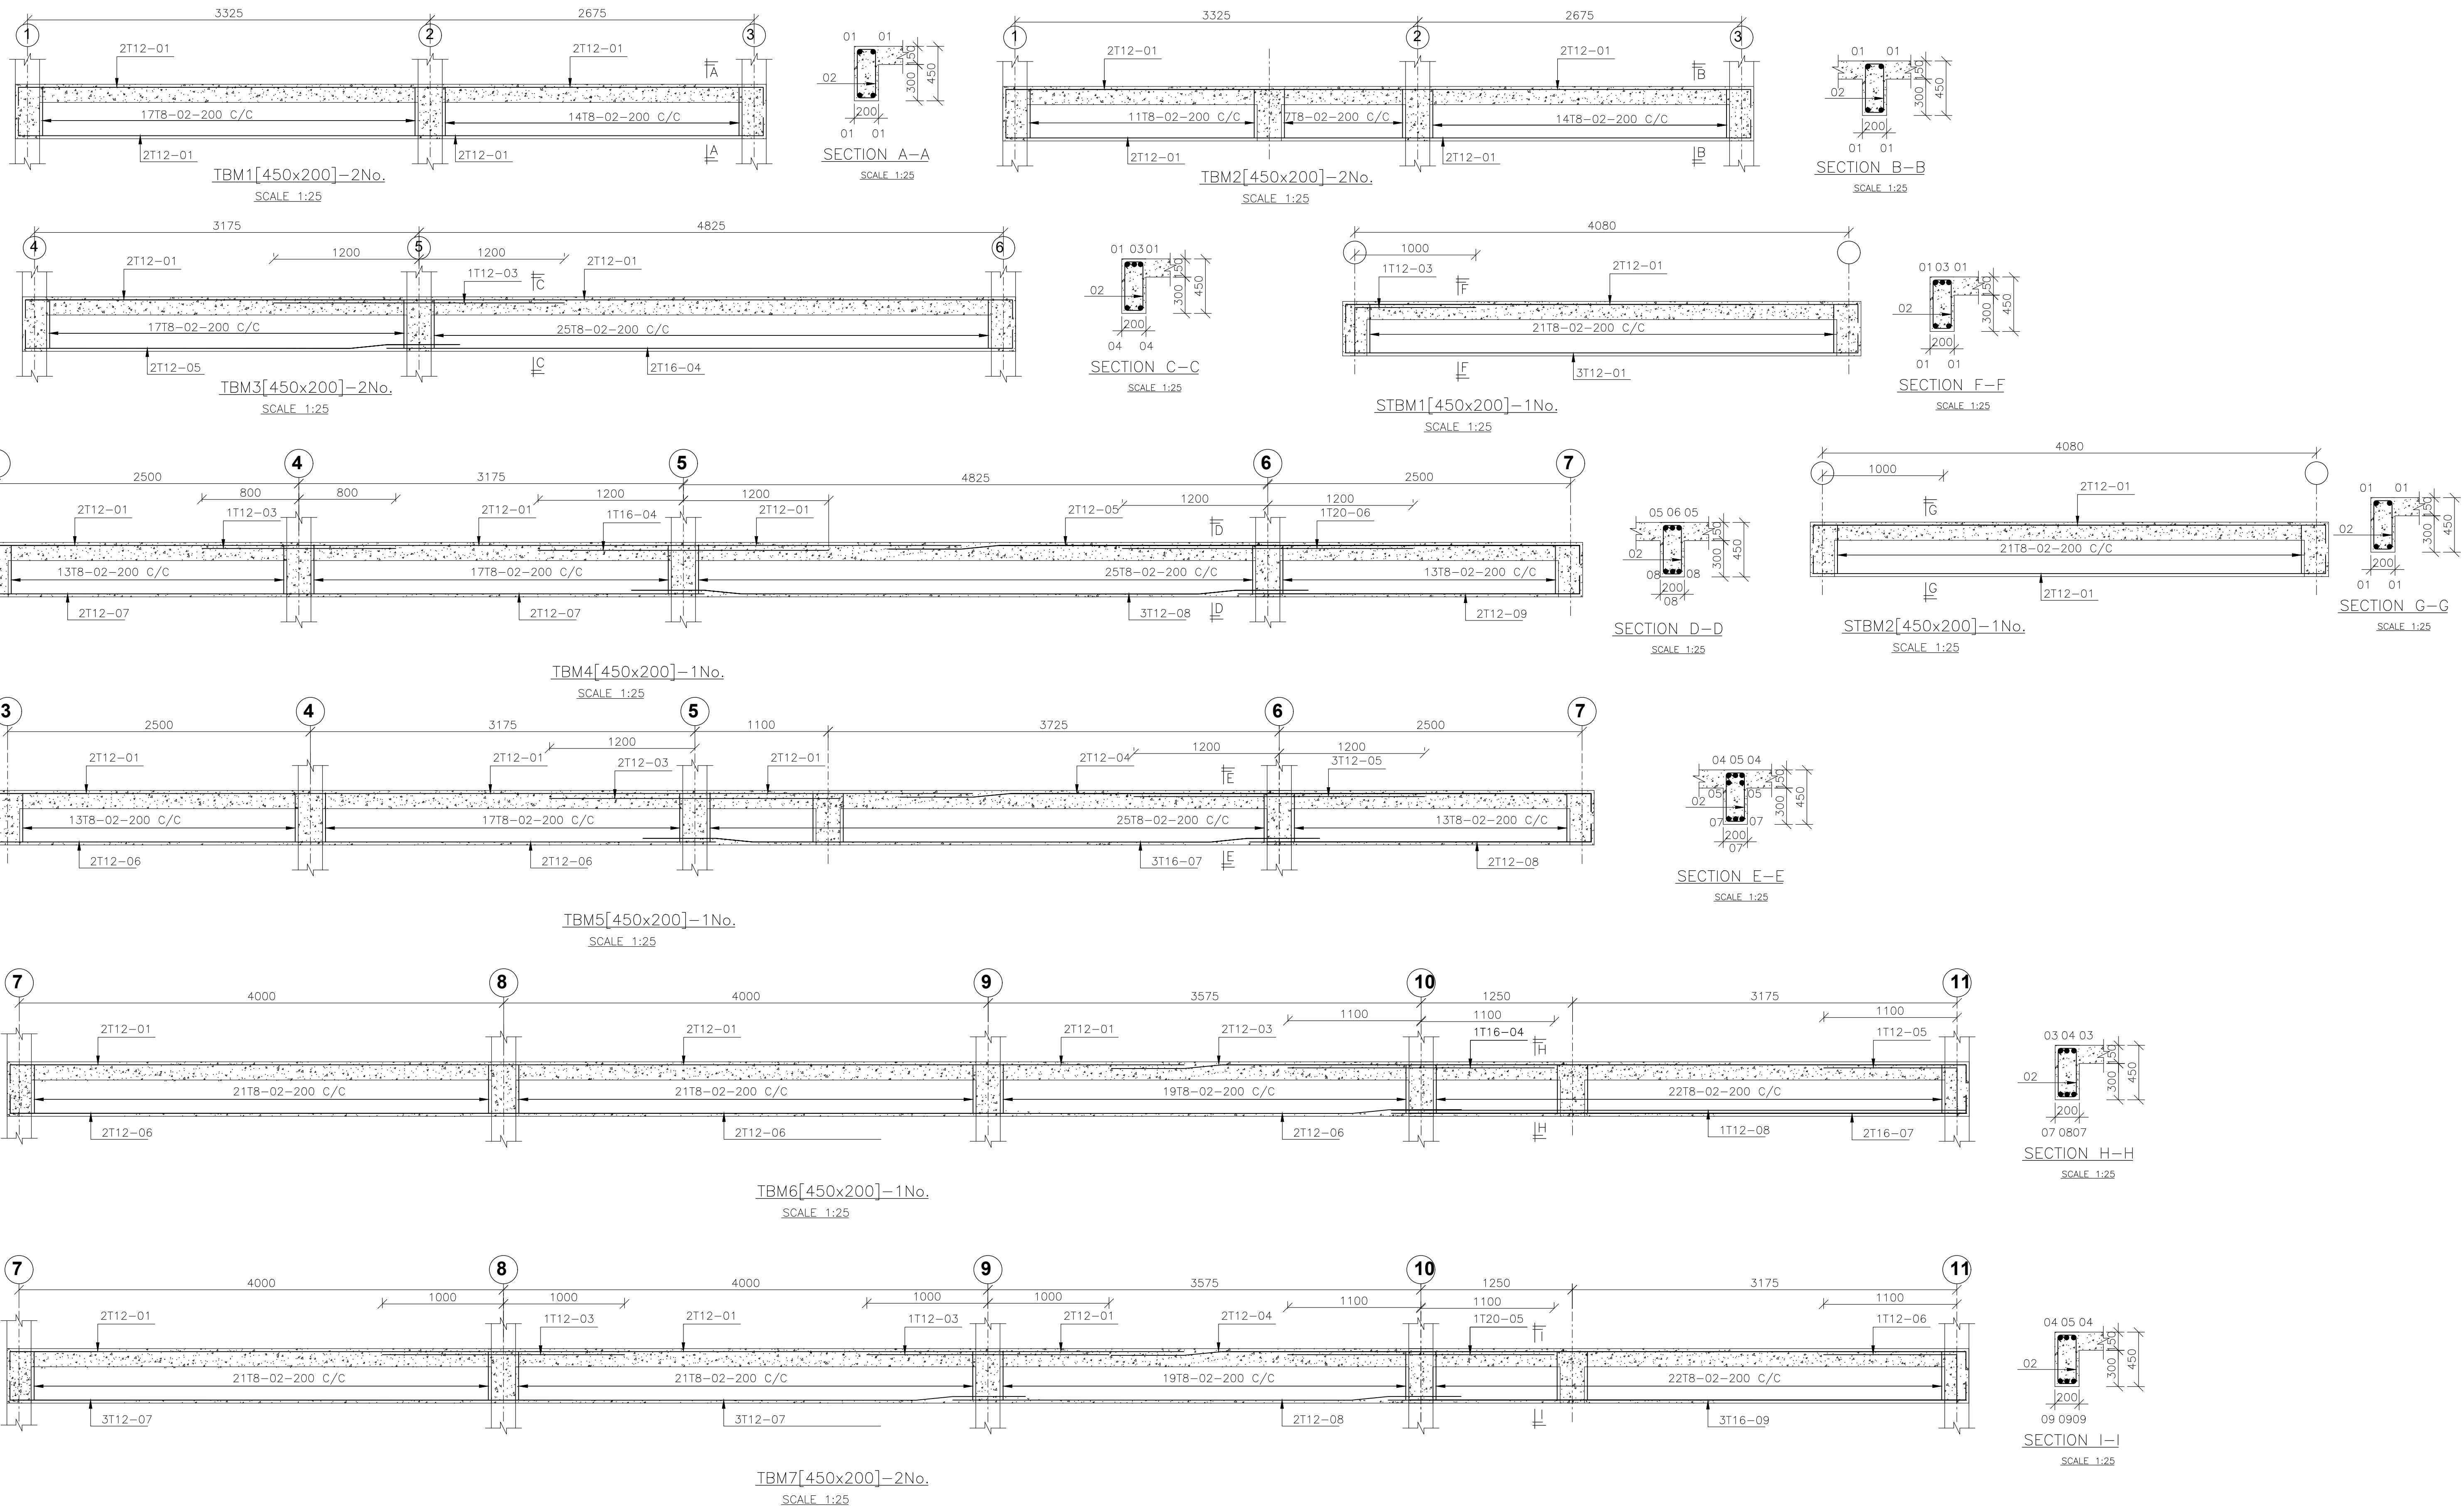 3325 2675
1 2 3
2T12-01 2T12-01
A
17T8-02-200 C/C 14T8-02-200 C/C
2T12-01 2T12-01
A
TBM1[450x200]-2No.
SCALE 1:25
01 01
02
150
300
450
200
01 01
SECTION A-A
SCALE 1:25
3325 2675
1 2 3
2T12-01 2T12-01
B
11T8-02-200 C/C 7T8-02-200 C/C 14T8-02-200 C/C
2T12-01 2T12-01
B
TBM2[450x200]-2No.
SCALE 1:25
01 01
02
150
300
450
200
01 01
SECTION B-B
SCALE 1:25
3175 4825
4 5 6
1200 1200
2T12-01 1T12-03 2T12-01
C
17T8-02-200 C/C 25T8-02-200 C/C
2T12-05 2T16-04
C
TBM3[450x200]-2No.
SCALE 1:25
01 03 01
02
150
300
450
200
04 04
SECTION C-C
SCALE 1:25
4080
1000
1T12-03 2T12-01
F
21T8-02-200 C/C
3T12-01
F
STBM1[450x200]-1No.
SCALE 1:25
01 03 01
02
150
300
450
200
01 01
SECTION F-F
SCALE 1:25
4 5 6 7
2500 3175 4825 2500
800 800 1200 1200 1200 1200
2T12-01 1T12-03 2T12-01 1T16-04 2T12-01 2T12-05 1T20-06
D
13T8-02-200 C/C 17T8-02-200 C/C 25T8-02-200 C/C 13T8-02-200 C/C
2T12-07 2T12-07 3T12-08 2T12-09
D
TBM4[450x200]-1No.
SCALE 1:25
05 06 05
02
150
300
450
08 08
200
08
SECTION D-D
SCALE 1:25
4080
1000
2T12-01
G
21T8-02-200 C/C
2T12-01
G
STBM2[450x200]-1No.
SCALE 1:25
01 01
02
150
300
450
200
01 01
SECTION G-G
SCALE 1:25
3 4 5 6 7
2500 3175 1100 3725 2500
1200 1200 1200
2T12-01 2T12-01 2T12-03 2T12-01 2T12-04 3T12-05
E
13T8-02-200 C/C 17T8-02-200 C/C 25T8-02-200 C/C 13T8-02-200 C/C
2T12-06 2T12-06 3T16-07 2T12-08
E
TBM5[450x200]-1No.
SCALE 1:25
04 05 04
05 05
02
150
300
450
07 07
200
07
SECTION E-E
SCALE 1:25
7 8 9 10 11
4000 4000 3575 1250 3175
1100 1100 1100
2T12-01 2T12-01 2T12-01 2T12-03 1T16-04 1T12-05
H
21T8-02-200 C/C 21T8-02-200 C/C 19T8-02-200 C/C 22T8-02-200 C/C
2T12-06 2T12-06 2T12-06 1T12-08 2T16-07
H
TBM6[450x200]-1No.
SCALE 1:25
03 04 03
02
150
300
450
200
07 0807
SECTION H-H
SCALE 1:25
7 8 9 10 11
4000 4000 3575 1250 3175
1000 1000 1000 1000 1100 1100 1100
2T12-01 1T12-03 2T12-01 1T12-03 2T12-01 2T12-04 1T20-05 1T12-06
I
21T8-02-200 C/C 21T8-02-200 C/C 19T8-02-200 C/C 22T8-02-200 C/C
3T12-07 3T12-07 2T12-08 3T16-09
I
TBM7[450x200]-2No.
SCALE 1:25
04 05 04
02
150
300
450
200
09 0909
SECTION I-I
SCALE 1:25